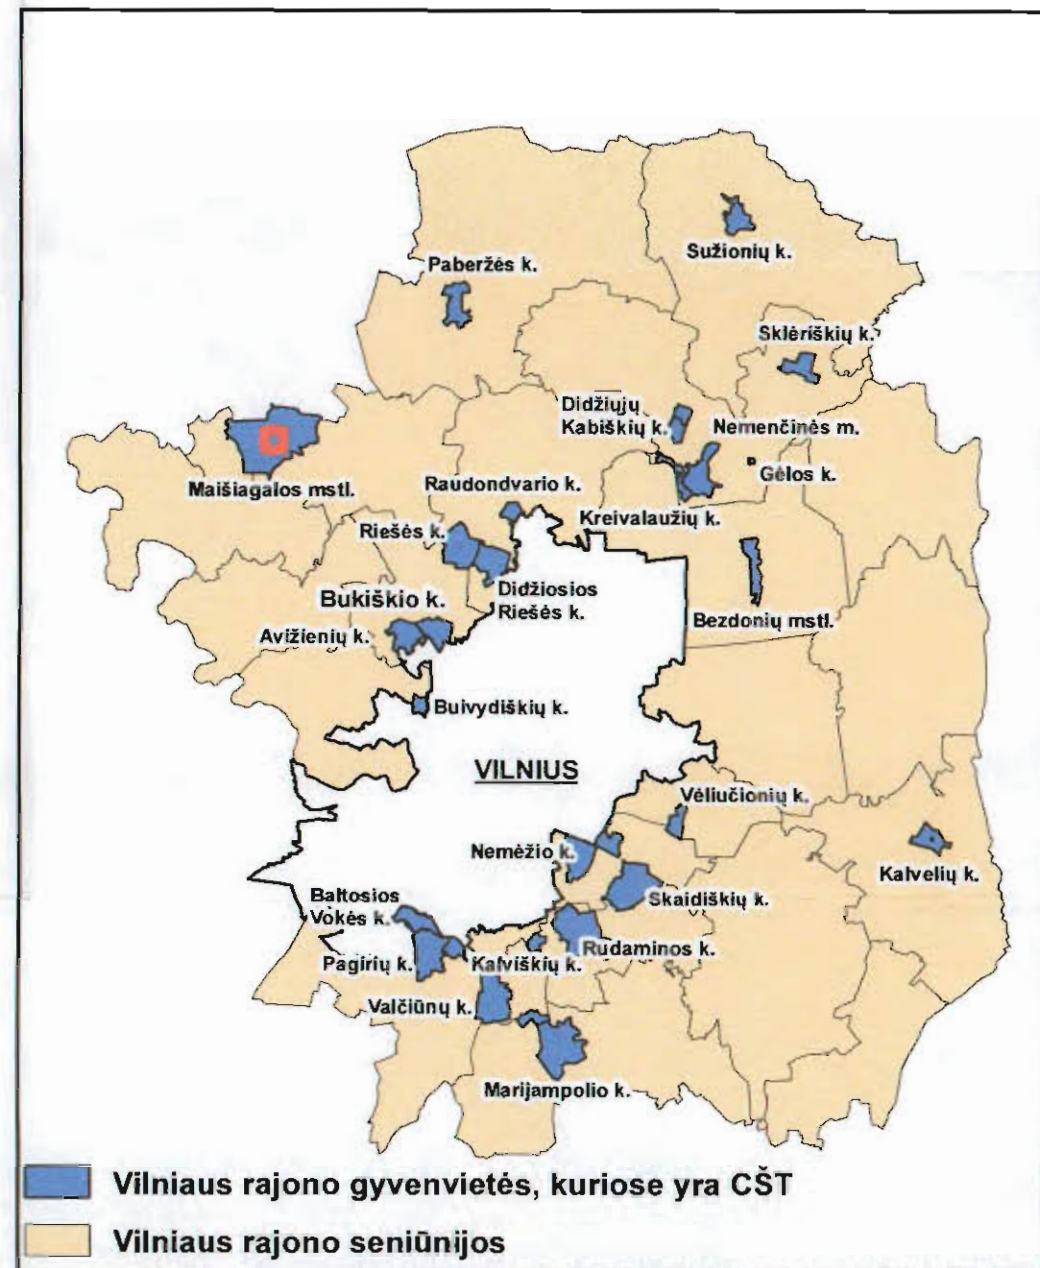 Sužionių k.
Paberžės k.
Sklėriškių k.
Didžiųjų
Kabiškių k.
Nemenčinės m.
Gėlos k.
Maišiagalos mstl.
Raudondvario k.
Kreivalaužių k.
Riešės k.
Didžiosios
Riešės k.
Bukiškio k.
Bezdonių mstl.
Avižienių k.
Buivydiškių k.
VILNIUS
Vėliučionių k.
Nemėžio k.
Kalvelių k.
Baltosios
Vokės k.
Skaidiškių k.
Rudaminos k.
Pagirių k.
Kalviškių k.
Valčiūnų k.
Marijampolio k.
Vilniaus rajono gyvenvietės, kuriose yra CŠT
Vilniaus rajono seniūnijos